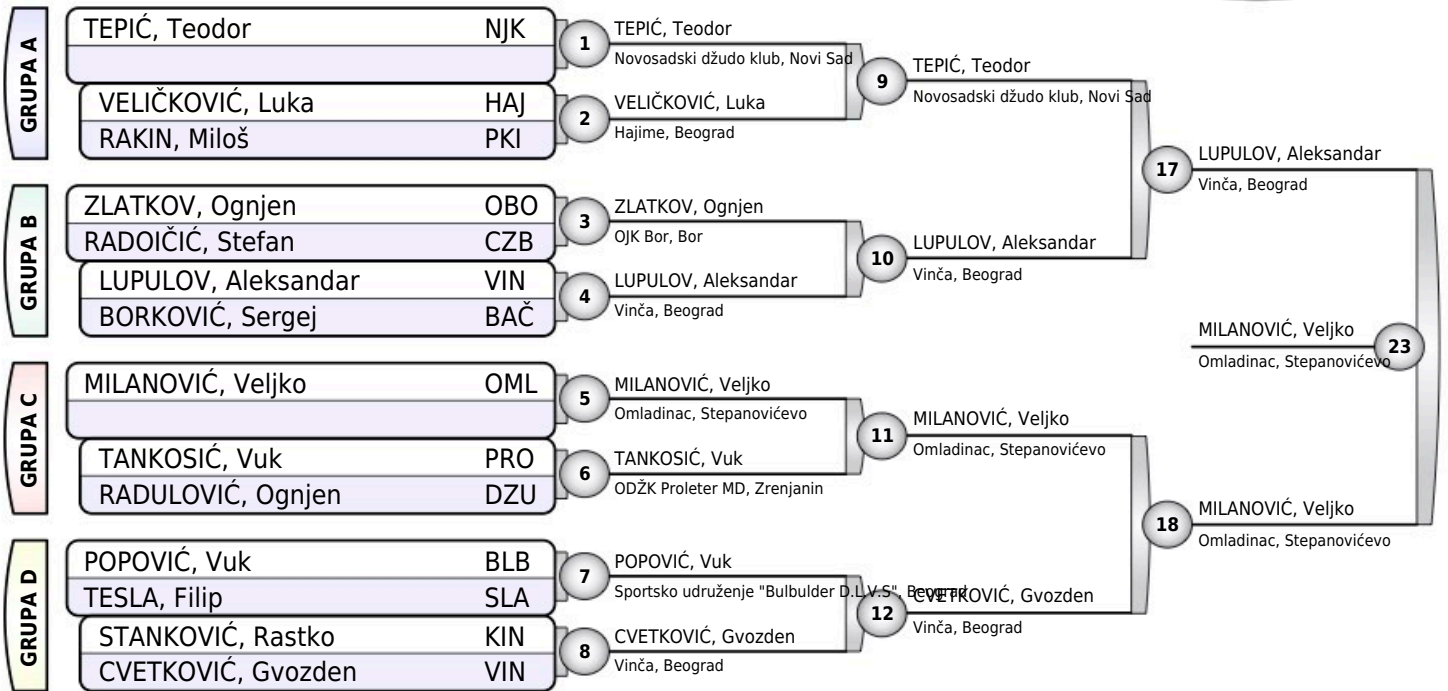 GRUPA A
TEPIĆ, Teodor NJK
VELIČKOVIĆ, Luka HAJ
RAKIN, Miloš PKI
GRUPA B
ZLATKOV, Ognjen OBO
RADOIČIĆ, Stefan CZB
LUPULOV, Aleksandar VIN
BORKOVIĆ, Sergej BAČ
GRUPA C
MILANOVIĆ, Veljko OML
TANKOSIĆ, Vuk PRO
RADULOVIĆ, Ognjen DZU
GRUPA D
POPOVIĆ, Vuk BLB
TESLA, Filip SLA
STANKOVIĆ, Rastko KIN
CVETKOVIĆ, Gvozden VIN
1
TEPIĆ, Teodor
Novosadski džudo klub, Novi Sad
2
VELIČKOVIĆ, Luka
Hajime, Beograd
3
ZLATKOV, Ognjen
OJK Bor, Bor
4
LUPULOV, Aleksandar
Vinča, Beograd
5
MILANOVIĆ, Veljko
Omladinac, Stepanovićevo
6
TANKOSIĆ, Vuk
ODŽK Proleter MD, Zrenjanin
7
POPOVIĆ, Vuk
Sportsko udruženje "Bulbulder D.L.V.S", Beograd
8
CVETKOVIĆ, Gvozden
Vinča, Beograd
9
TEPIĆ, Teodor
Novosadski džudo klub, Novi Sad
10
LUPULOV, Aleksandar
Vinča, Beograd
11
MILANOVIĆ, Veljko
Omladinac, Stepanovićevo
12
CVETKOVIĆ, Gvozden
Vinča, Beograd
17
LUPULOV, Aleksandar
Vinča, Beograd
18
MILANOVIĆ, Veljko
Omladinac, Stepanovićevo
23
MILANOVIĆ, Veljko
Omladinac, Stepanovićevo